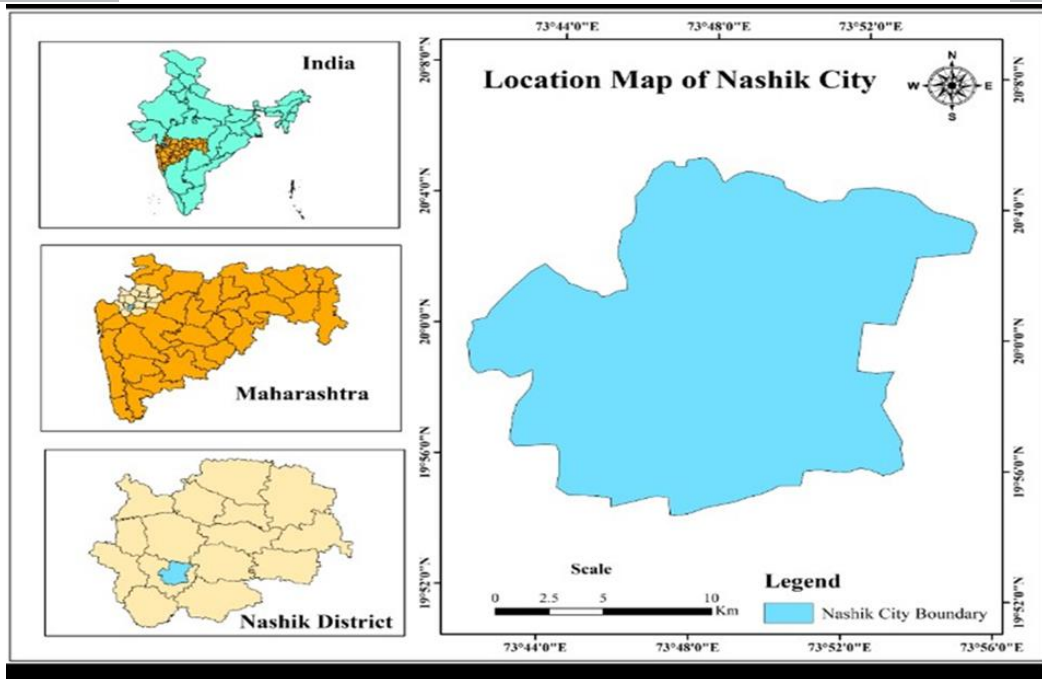 India
Maharashtra
Nashik District
73°44'0"E 73°48'0"E 73°52'0"E
Location Map of Nashik City
N
W E
S
20°8'0"N
20°4'0"N
20°0'0"N
19°56'0"N
19°52'0"N
20°8'0"N
20°4'0"N
20°0'0"N
19°56'0"N
19°52'0"N
Scale
0 2.5 5 10
Km
Legend
Nashik City Boundary
73°44'0"E 73°48'0"E 73°52'0"E 73°56'0"E